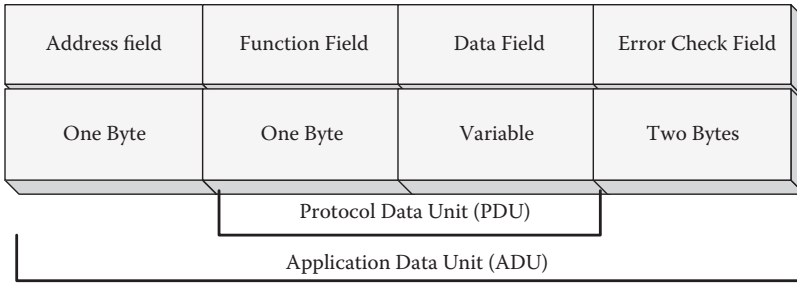 Address field Function Field Data Field Error Check Field
One Byte One Byte Variable Two Bytes
Protocol Data Unit (PDU)
Application Data Unit (ADU)